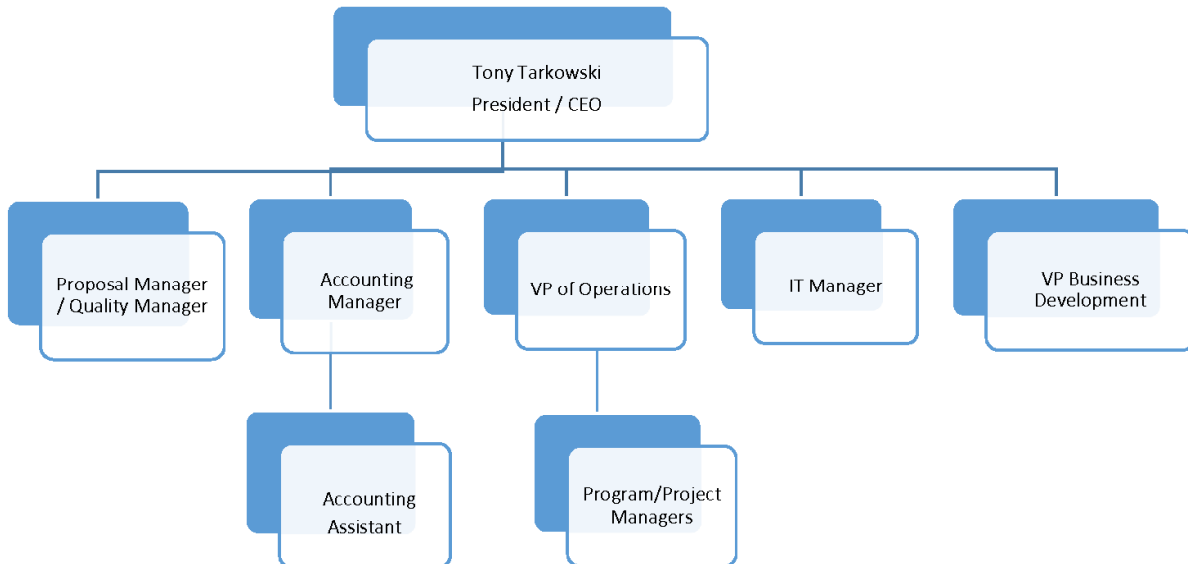 Tony Tarkowski
President / CEO
Proposal Manager
/ Quality Manager
Accounting
Manager
VP of Operations
IT Manager
VP Business
Development
Accounting
Assistant
Program/Project
Managers